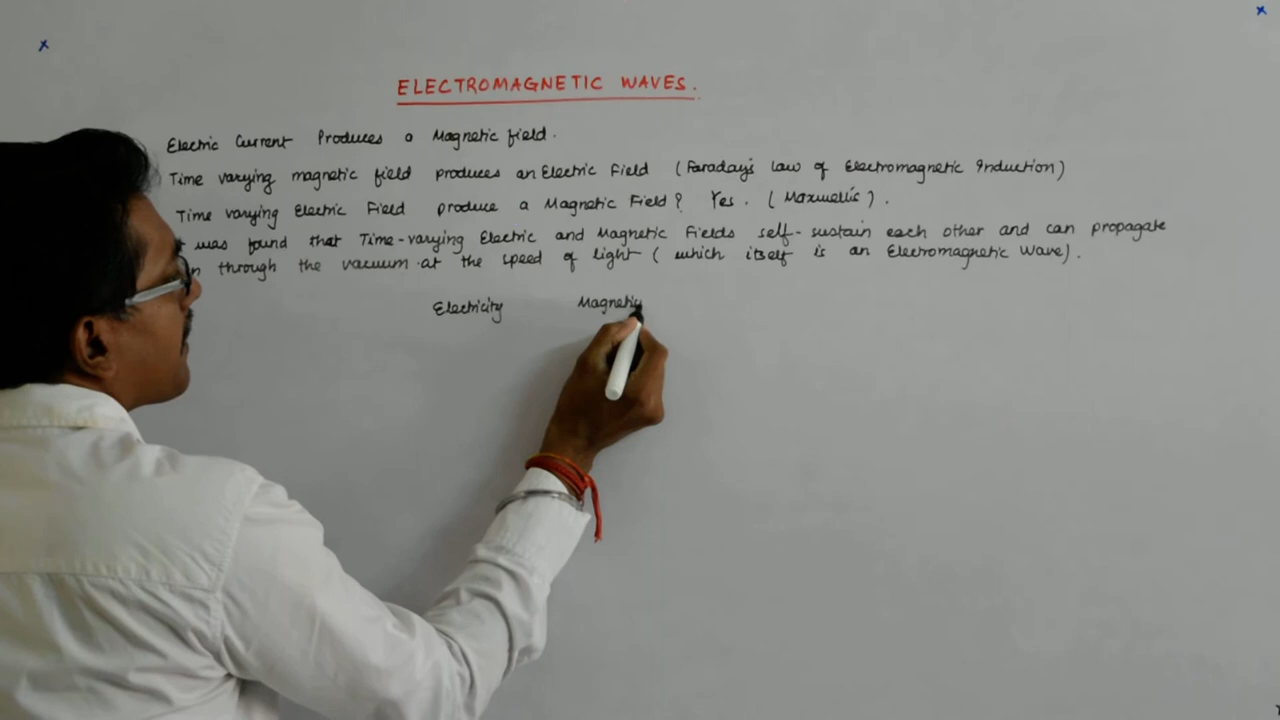 ELECTROMAGNETIC WAVES.
Electric Current Produces a Magnetic field.
Time varying magnetic field produces an Electric Field (Faraday's law of Electromagnetic Induction)
Time varying Electric Field produce a Magnetic Field? Yes. (Maxwell's).
was found that Time-varying Electric and Magnetic Fields self-sustain each other and can propagate
through the vacuum at the speed of light (which itself is an Electromagnetic Wave).
Electricity Magnetis